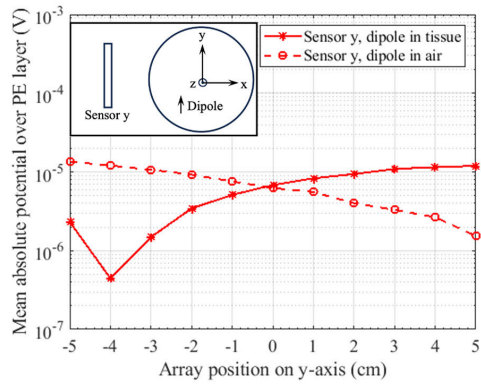 Mean absolute potential over PE layer (V)
10^-3
10^-4
10^-5
10^-6
10^-7
Sensor y, dipole in tissue
Sensor y, dipole in air
y
z
x
Dipole
Sensor y
-5 -4 -3 -2 -1 0 1 2 3 4 5
Array position on y-axis (cm)